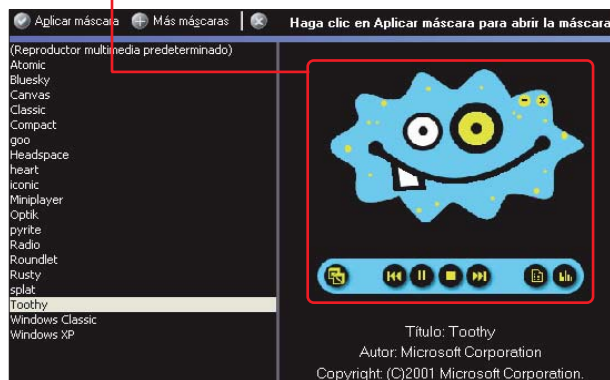 Aplicar máscara Más máscaras Haga clic en Aplicar máscara para abrir la máscara
(Reproductor multimedia predeterminado)
Atomic
Bluesky
Canvas
Classic
Compact
goo
Headspace
heart
iconic
Miniplayer
Optik
pyrite
Radio
Roundlet
Rusty
splat
Toothy
Windows Classic
Windows XP
Título: Toothy
Autor: Microsoft Corporation
Copyright: (C)2001 Microsoft Corporation.